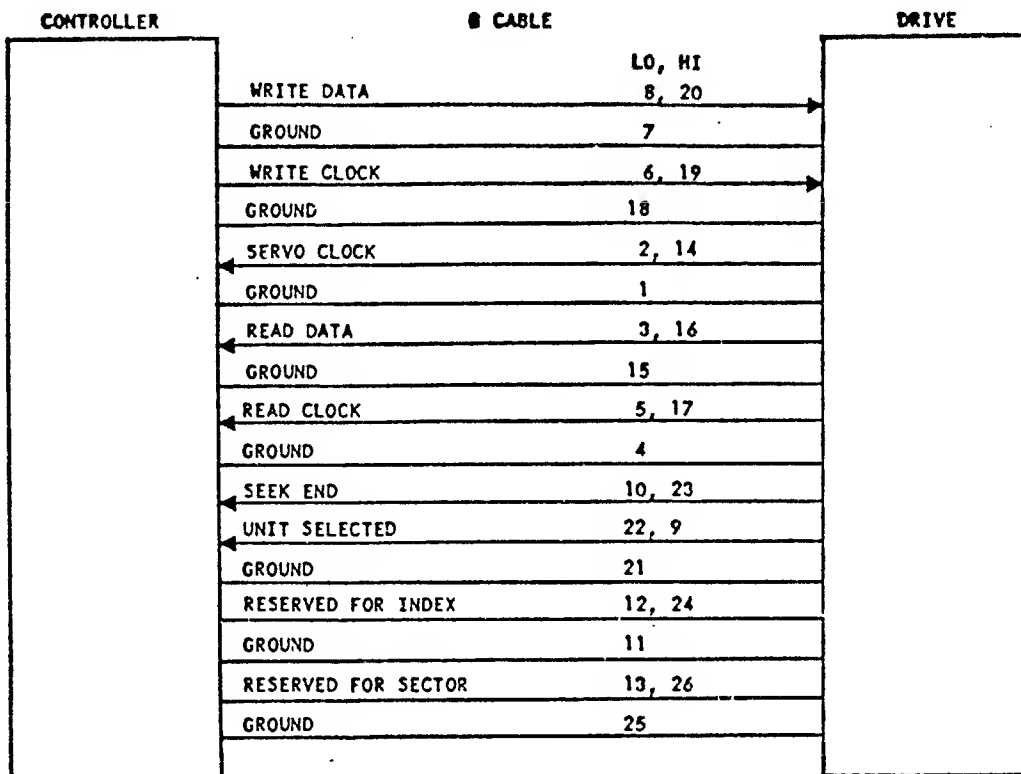 CONTROLLER B CABLE DRIVE
LO, HI
WRITE DATA 8, 20
GROUND 7
WRITE CLOCK 6, 19
GROUND 18
SERVO CLOCK 2, 14
GROUND 1
READ DATA 3, 16
GROUND 15
READ CLOCK 5, 17
GROUND 4
SEEK END 10, 23
UNIT SELECTED 22, 9
GROUND 21
RESERVED FOR INDEX 12, 24
GROUND 11
RESERVED FOR SECTOR 13, 26
GROUND 25